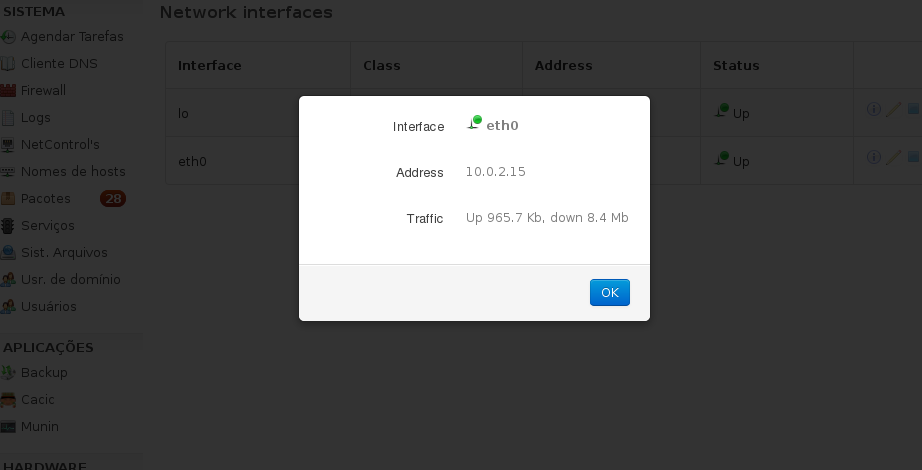 SISTEMA
Agendar Tarefas
Cliente DNS
Firewall
Logs
NetControl's
Nomes de hosts
Pacotes 28
Serviços
Sist. Arquivos
Usr. de domínio
Usuários
APLICAÇÕES
Backup
Cacic
Munin
HARDWARE
Network interfaces
Interface Class Address Status
lo Up
eth0 Up
Interface eth0
Address 10.0.2.15
Traffic Up 965.7 Kb, down 8.4 Mb
OK